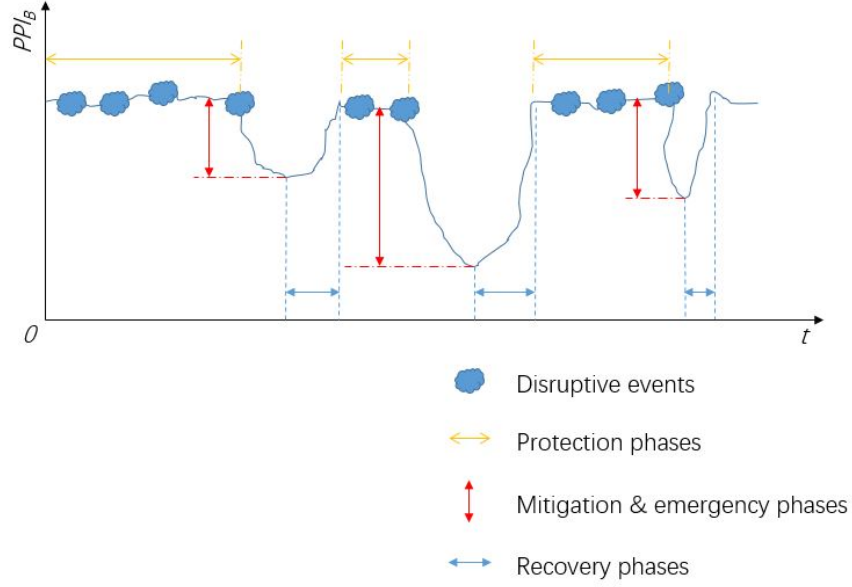 PPI_B
0
t
Disruptive events
Protection phases
Mitigation & emergency phases
Recovery phases